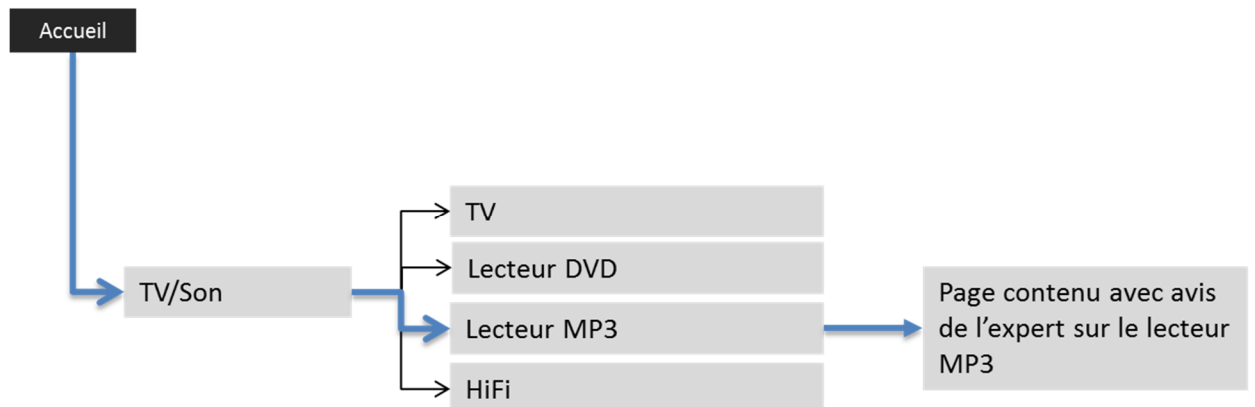 Accueil
TV
Lecteur DVD
TV/Son
Lecteur MP3
HiFi
Page contenu avec avis
de l'expert sur le lecteur
MP3